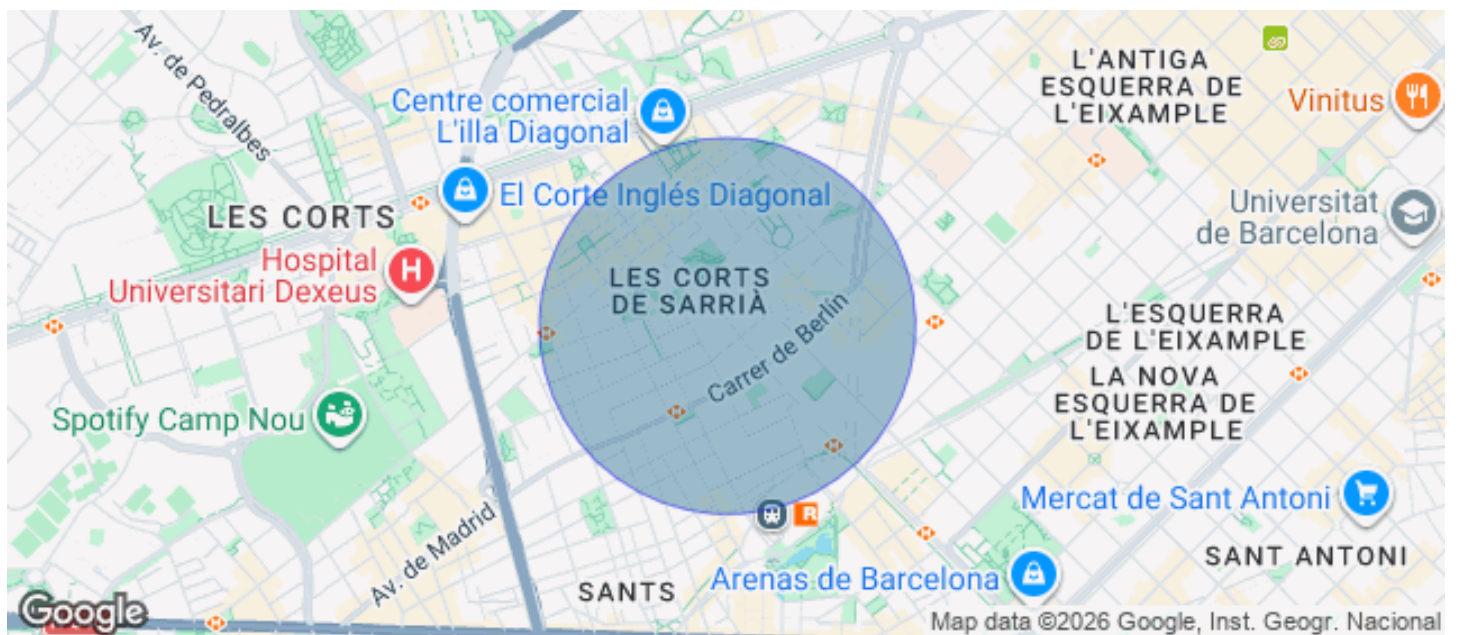 Av. de Pedralbes
Centre comercial
L'illa Diagonal
L'ANTIGA
ESQUERRA DE
L'EIXAMPLE
Vinitus
El Corte Inglés Diagonal
LES CORTS
Universitat
de Barcelona
Hospital
Universitari Dexeus
H
LES CORTS
DE SARRIÀ
Carrer de Berlin
L'ESQUERRA
DE L'EIXAMPLE
LA NOVA
ESQUERRA DE
L'EIXAMPLE
Spotify Camp Nou
Mercat de Sant Antoni
R
Av. de Madrid
SANT ANTONI
Arenas de Barcelona
SANTS
Google
Map data ©2026 Google, Inst. Geogr. Nacional